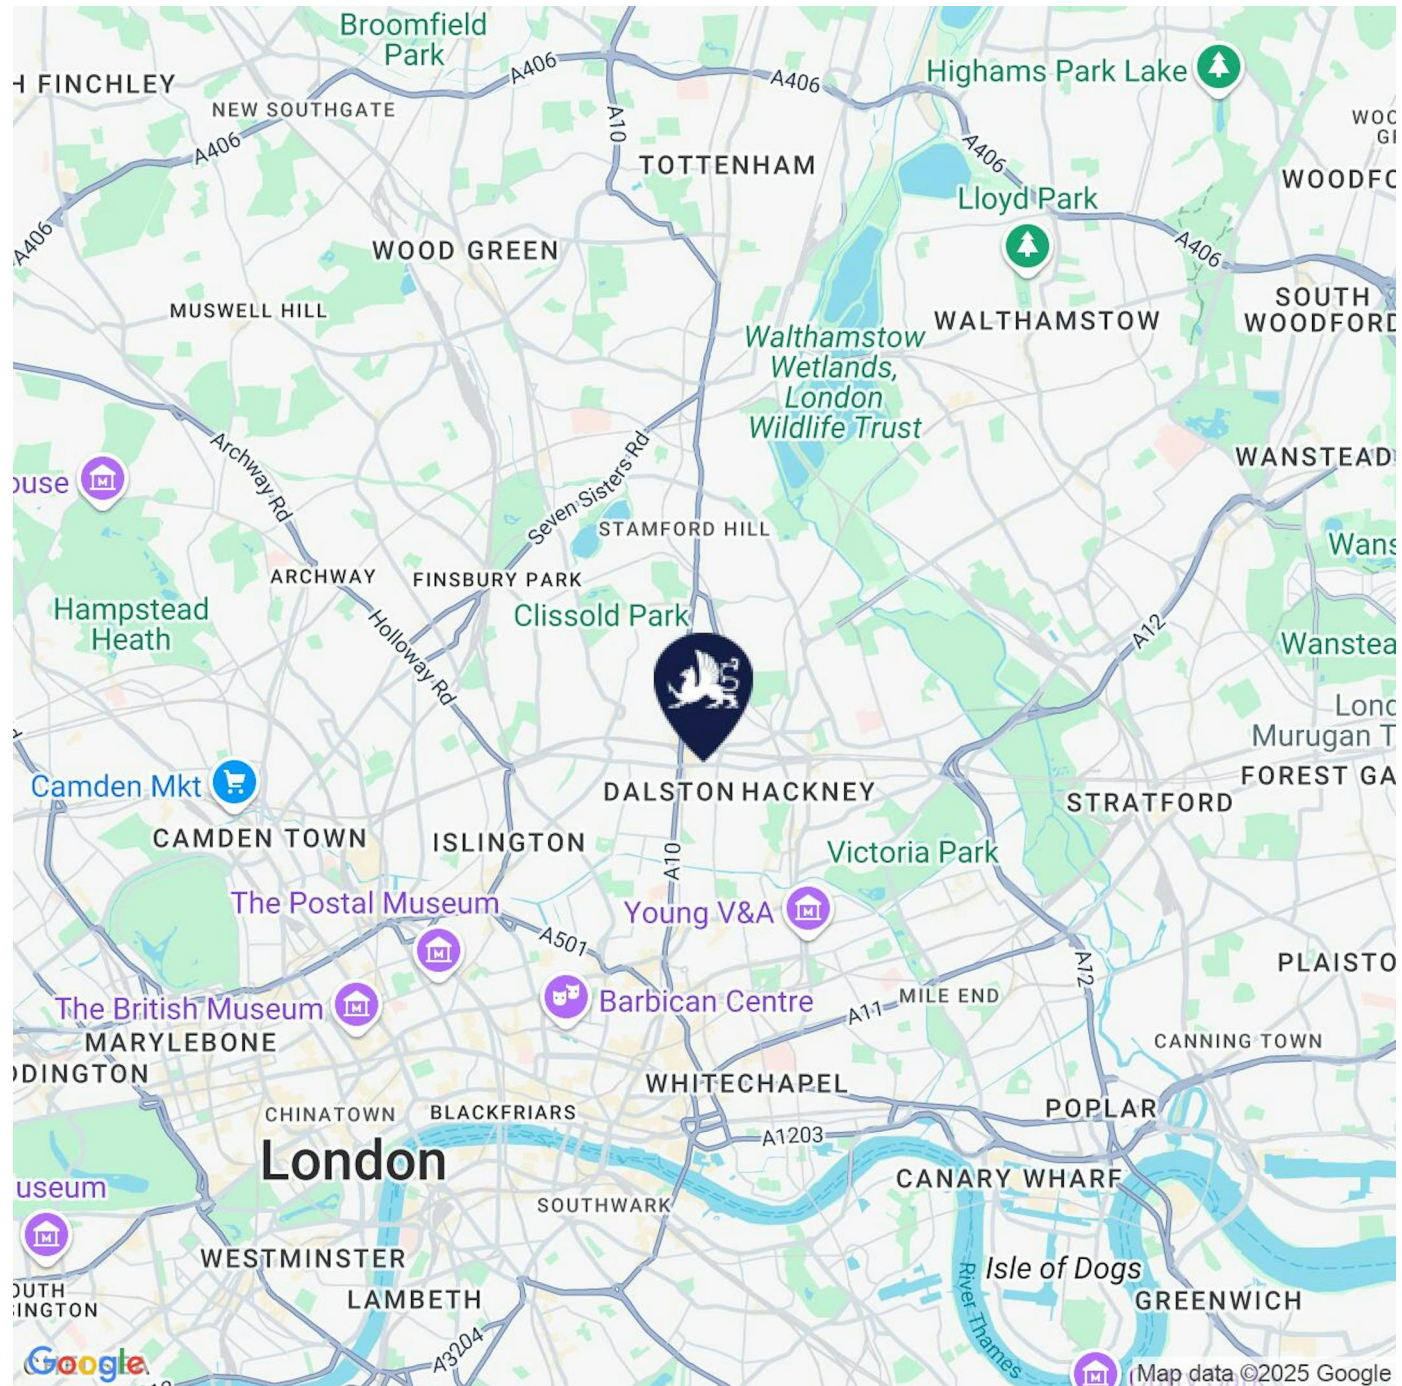 Broomfield
Park
A406
A406
Highams Park Lake
H FINCHLEY
NEW SOUTHGATE
A10
A406
A406
TOTTENHAM
WOODFO
Lloyd Park
A406
WOOD GREEN
A406
MUSWELL HILL
SOUTH
WOODFORD
WALTHAMSTOW
Walthamstow
Wetlands,
London
Wildlife Trust
Archway Rd
Seven Sisters Rd
WANSTEAD
ouse
STAMFORD HILL
Wans
ARCHWAY
FINSBURY PARK
Hampstead
Heath
Clissold Park
Holloway Rd
A12
Wanstea
Lond
Murugan T
Camden Mkt
DALSTON
HACKNEY
FOREST GA
STRATFORD
CAMDEN TOWN
ISLINGTON
A10
Victoria Park
The Postal Museum
Young V&A
A501
A12
PLAISTO
The British Museum
Barbican Centre
A11
MILE END
MARYLEBONE
CANNING TOWN
DDINGTON
WHITECHAPEL
CHINATOWN
BLACKFRIARS
POPLAR
A1203
London
CANARY WHARF
useum
SOUTHWARK
WESTMINSTER
Isle of Dogs
OUTH
SINGTON
LAMBETH
River Thames
GREENWICH
A3204
Google
Map data ©2025 Google